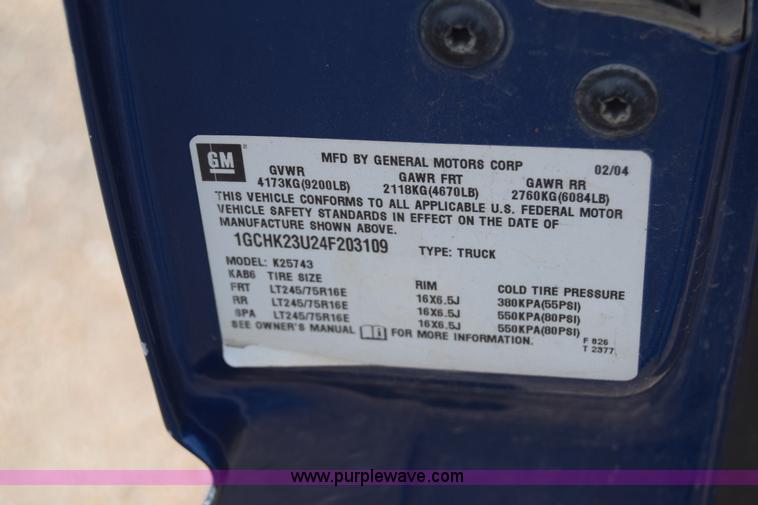 GM
MFD BY GENERAL MOTORS CORP 02/04
GVWR GAWR FRT GAWR RR
4173KG(9200LB) 2118KG(4670LB) 2760KG(6084LB)
THIS VEHICLE CONFORMS TO ALL APPLICABLE U.S. FEDERAL MOTOR
VEHICLE SAFETY STANDARDS IN EFFECT ON THE DATE OF
MANUFACTURE SHOWN ABOVE.
1GCHK23U24F203109 TYPE: TRUCK
MODEL: K25743
KAB6 TIRE SIZE RIM COLD TIRE PRESSURE
FRT LT245/75R16E 16X6.5J 380KPA(55PSI)
RR LT245/75R16E 16X6.5J 550KPA(80PSI)
SPA LT245/75R16E 16X6.5J 550KPA(80PSI)
SEE OWNER'S MANUAL FOR MORE INFORMATION.
F 826
T 2377
www.purplewave.com